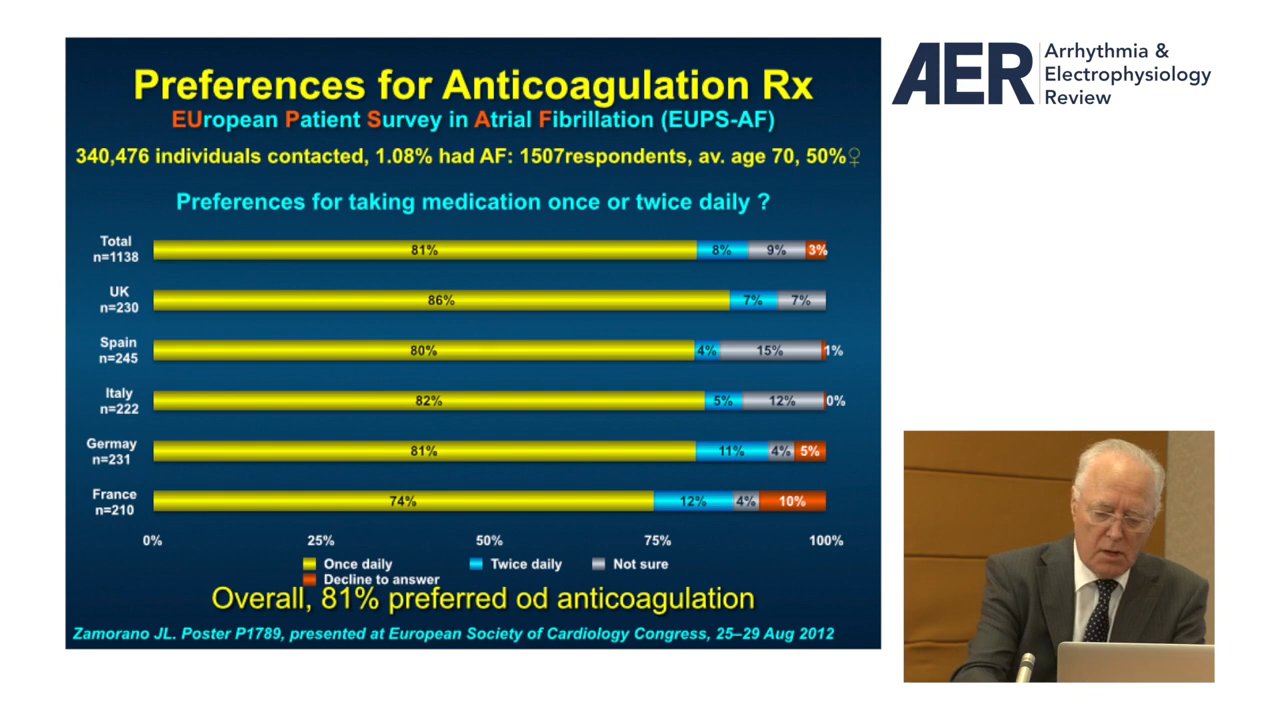 Preferences for Anticoagulation Rx
EUropean Patient Survey in Atrial Fibrillation (EUPS-AF)
340,476 individuals contacted, 1.08% had AF: 1507respondents, av. age 70, 50%♀
Preferences for taking medication once or twice daily ?
Total
n=1138
81% 8% 9% 3%
UK
n=230
86% 7% 7%
Spain
n=245
80% 4% 15% 1%
Italy
n=222
82% 5% 12% 0%
Germay
n=231
81% 11% 4% 5%
France
n=210
74% 12% 4% 10%
0% 25% 50% 75% 100%
Once daily Twice daily Not sure
Decline to answer
Overall, 81% preferred od anticoagulation
Zamorano JL. Poster P1789, presented at European Society of Cardiology Congress, 25–29 Aug 2012
AER
Arrhythmia &
Electrophysiology
Review